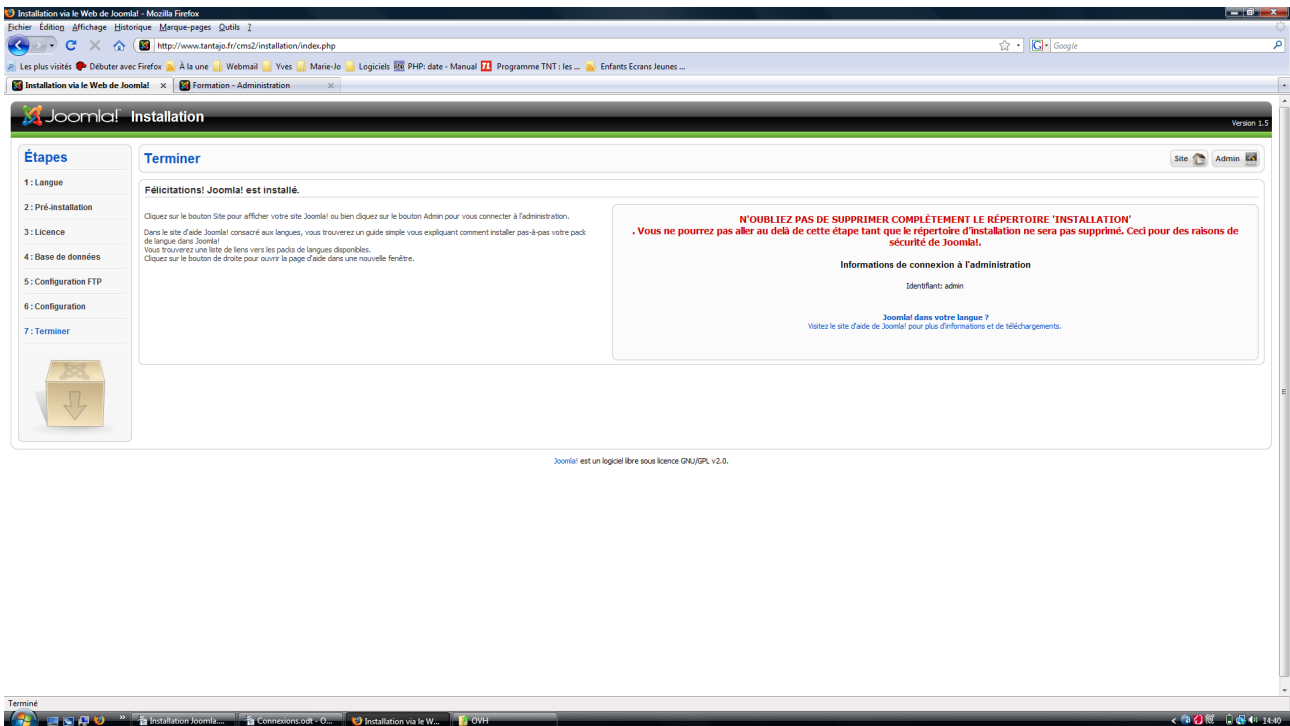 Installation via le Web de Joomla! - Mozilla Firefox
Fichier Édition Affichage Historique Marque-pages Outils ?
http://www.tantajo.fr/cms2/installation/index.php
Google
Les plus visités Débuter avec Firefox À la une Webmail Yves Marie-Jo Logiciels PHP: date - Manual Programme TNT : les ... Enfants Ecrans Jeunes ...
Installation via le Web de Joomla! Formation - Administration
Joomla! Installation
Version 1.5
Étapes
1 : Langue
2 : Pré-installation
3 : Licence
4 : Base de données
5 : Configuration FTP
6 : Configuration
7 : Terminer
Terminer
Site Admin
Félicitations! Joomla! est installé.
Cliquez sur le bouton Site pour afficher votre site Joomla! ou bien cliquez sur le bouton Admin pour vous connecter à l'administration.
Dans le site d'aide Joomla! consacré aux langues, vous trouverez un guide simple vous expliquant comment installer pas-à-pas votre pack
de langue dans Joomla!
Vous trouverez une liste de liens vers les packs de langues disponibles.
Cliquez sur le bouton de droite pour ouvrir la page d'aide dans une nouvelle fenêtre.
N'OUBLIEZ PAS DE SUPPRIMER COMPLÈTEMENT LE RÉPERTOIRE 'INSTALLATION'
. Vous ne pourrez pas aller au delà de cette étape tant que le répertoire d'installation ne sera pas supprimé. Ceci pour des raisons de
sécurité de Joomla!.
Informations de connexion à l'administration
Identifiant: admin
Joomla! dans votre langue ?
Visitez le site d'aide de Joomla! pour plus d'informations et de téléchargements.
Joomla! est un logiciel libre sous licence GNU/GPL v2.0.
Terminé
Installation Joomla.... Connexions.odt - O... Installation via le W... OVH
14:40